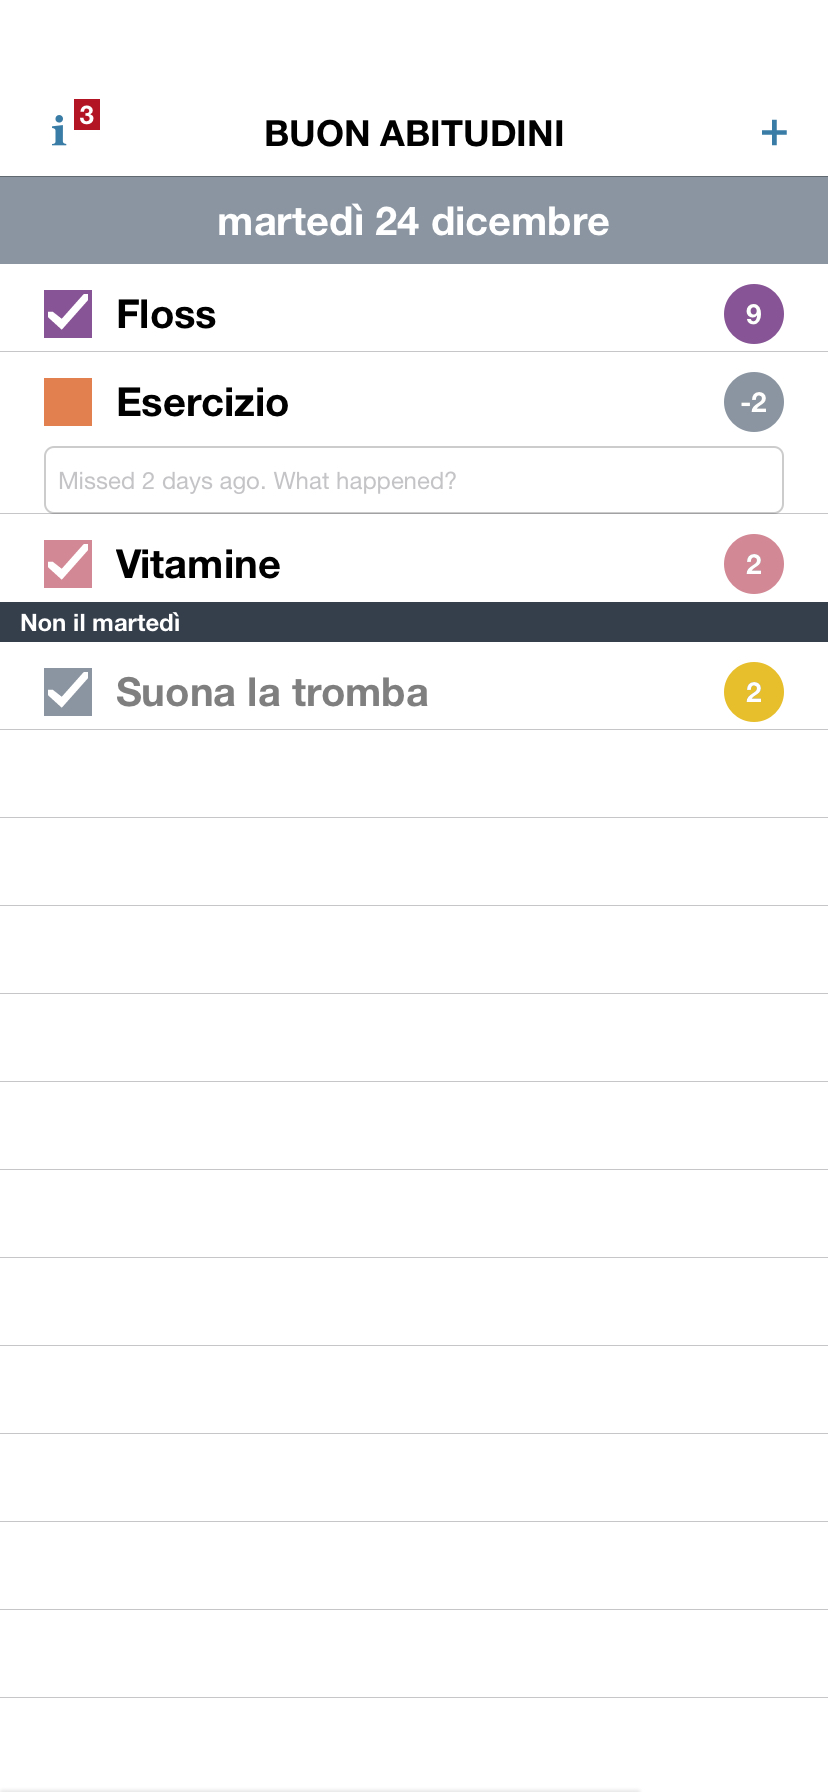 i 3
BUON ABITUDINI
+
martedì 24 dicembre
Floss 9
Esercizio -2
Missed 2 days ago. What happened?
Vitamine 2
Non il martedì
Suona la tromba 2